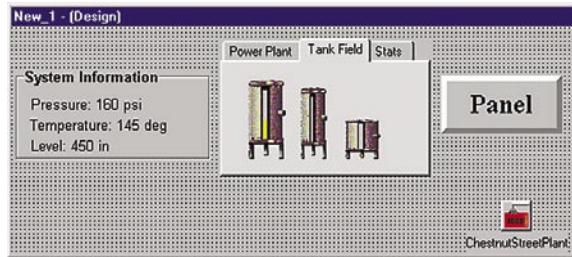 New_1 - (Design)
Power Plant Tank Field Stats
System Information
Pressure: 160 psi
Temperature: 145 deg
Level: 450 in
Panel
ChestnutStreetPlant